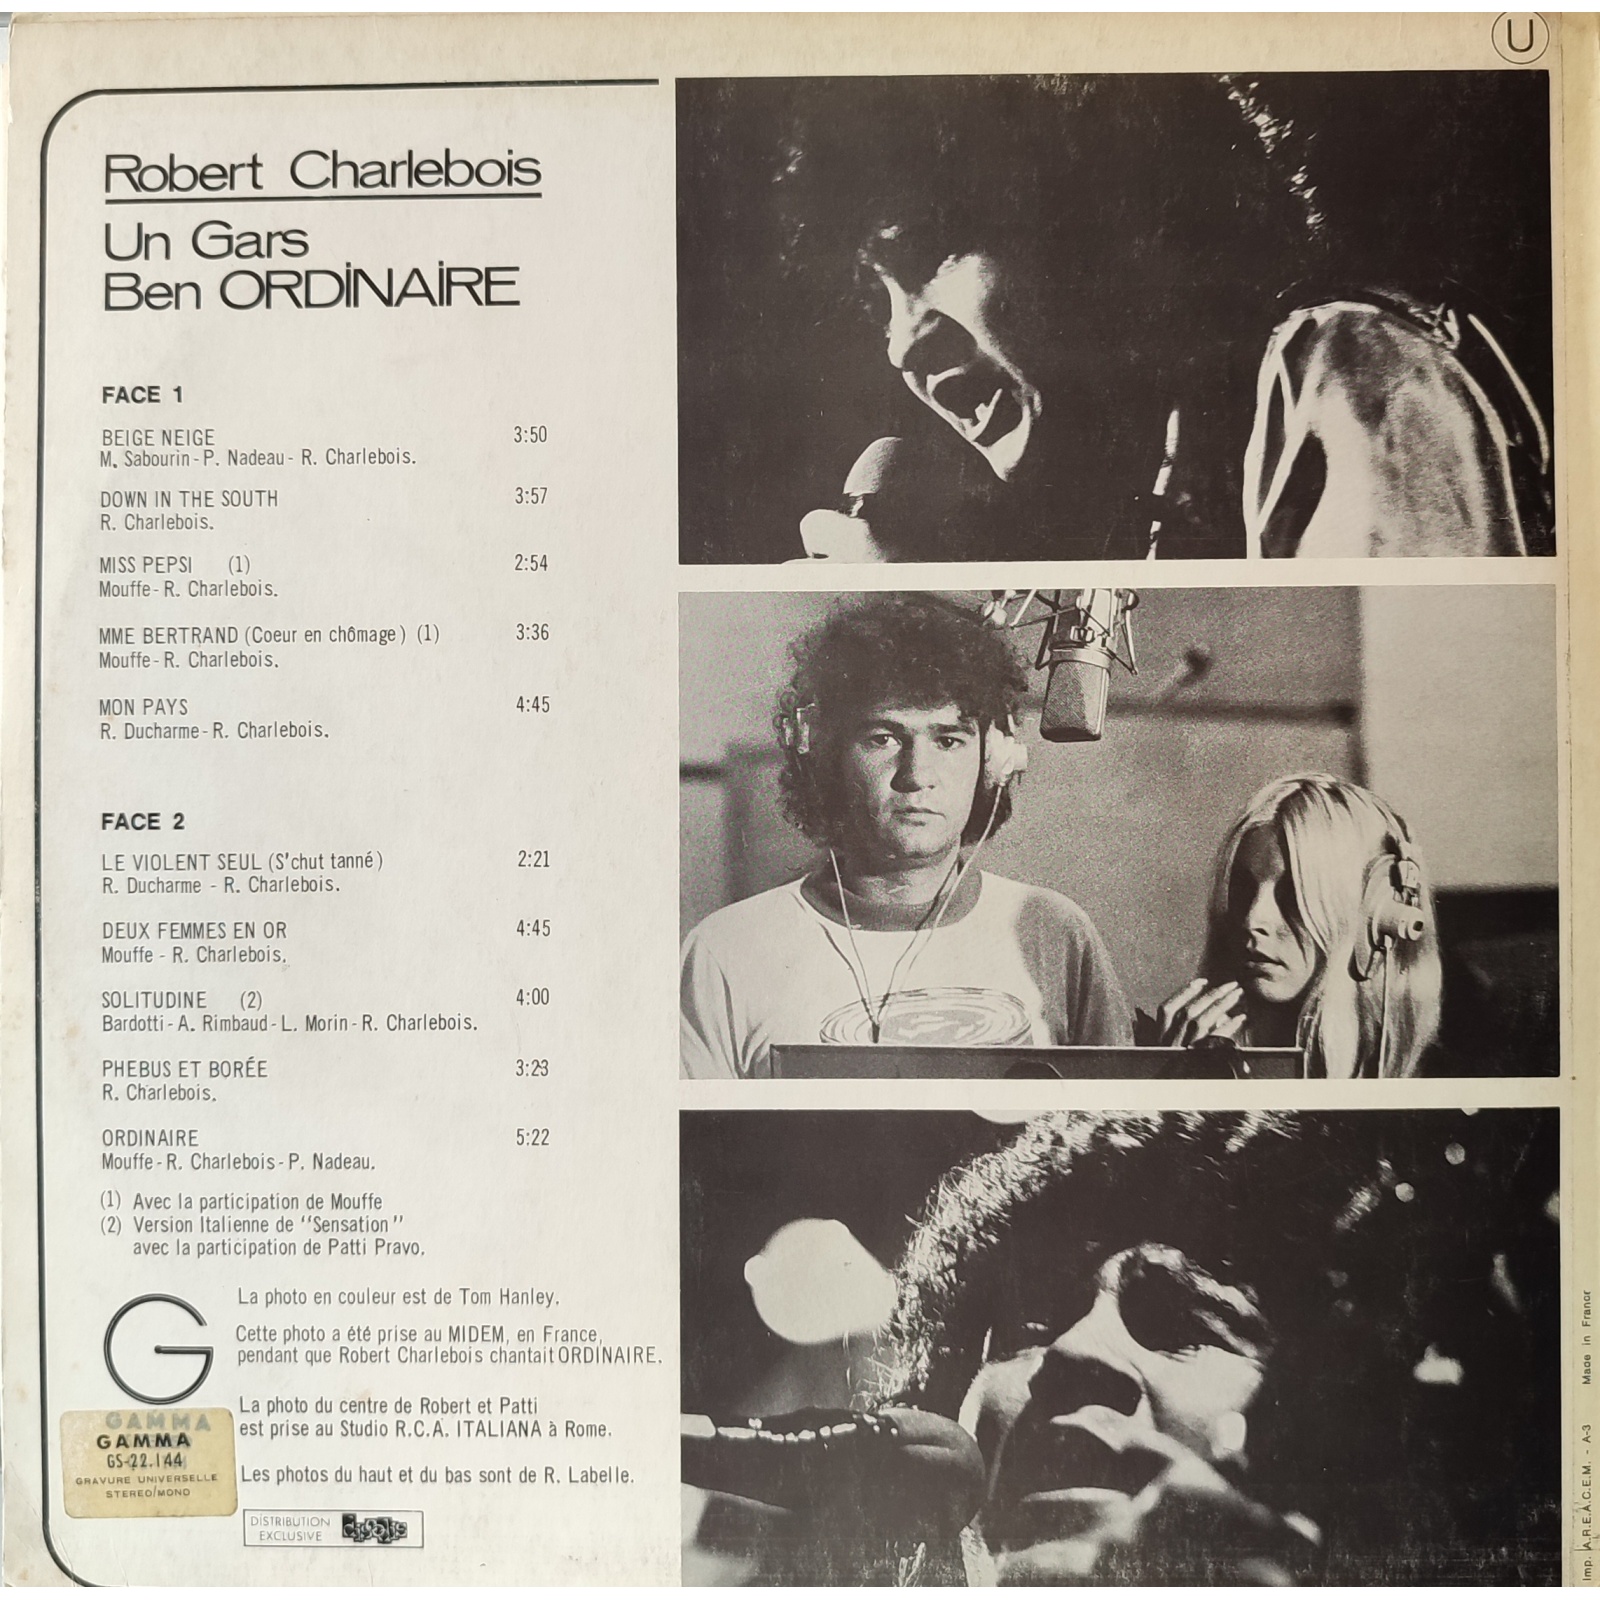 U
Robert Charlebois
Un Gars
Ben ORDINAIRE
FACE 1
BEIGE NEIGE 3:50
M. Sabourin - P. Nadeau - R. Charlebois.
DOWN IN THE SOUTH 3:57
R. Charlebois.
MISS PEPSI (1) 2:54
Mouffe - R. Charlebois.
MME BERTRAND (Coeur en chômage) (1) 3:36
Mouffe - R. Charlebois.
MON PAYS 4:45
R. Ducharme - R. Charlebois.
FACE 2
LE VIOLENT SEUL (S'chut tanné) 2:21
R. Ducharme - R. Charlebois.
DEUX FEMMES EN OR 4:45
Mouffe - R. Charlebois.
SOLITUDINE (2) 4:00
Bardotti - A. Rimbaud - L. Morin - R. Charlebois.
PHEBUS ET BORÉE 3:23
R. Charlebois.
ORDINAIRE 5:22
Mouffe - R. Charlebois - P. Nadeau.
(1) Avec la participation de Mouffe
(2) Version Italienne de "Sensation"
avec la participation de Patti Pravo.
La photo en couleur est de Tom Hanley.
Cette photo a été prise au MIDEM, en France,
pendant que Robert Charlebois chantait ORDINAIRE.
La photo du centre de Robert et Patti
est prise au Studio R.C.A. ITALIANA à Rome.
Les photos du haut et du bas sont de R. Labelle.
G
GAMMA
GAMMA
GS-22.144
GRAVURE UNIVERSELLE
STEREO/MONO
DISTRIBUTION
EXCLUSIVE
Imp. A.R.E.A.C.E.M. - A-3 Made in France